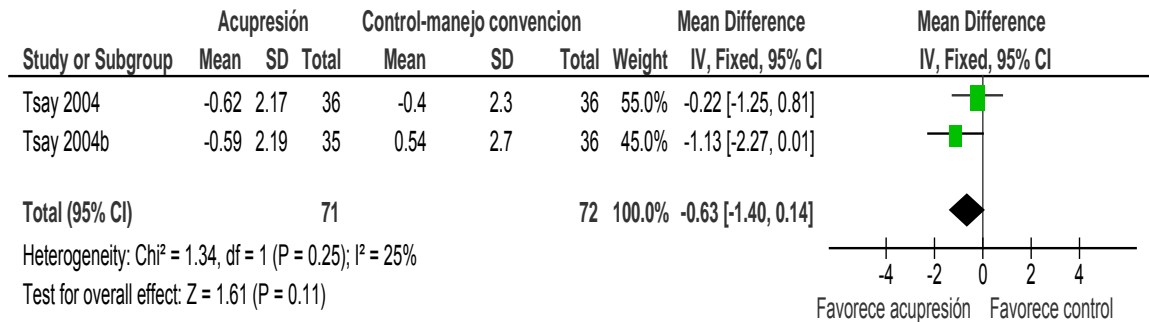 Acupresión Control-manejo convencion Mean Difference Mean Difference
Study or Subgroup Mean SD Total Mean SD Total Weight IV, Fixed, 95% CI IV, Fixed, 95% CI
Tsay 2004 -0.62 2.17 36 -0.4 2.3 36 55.0% -0.22 [-1.25, 0.81]
Tsay 2004b -0.59 2.19 35 0.54 2.7 36 45.0% -1.13 [-2.27, 0.01]
Total (95% CI) 71 72 100.0% -0.63 [-1.40, 0.14]
Heterogeneity: Chi² = 1.34, df = 1 (P = 0.25); I² = 25%
Test for overall effect: Z = 1.61 (P = 0.11)
-4 -2 0 2 4
Favorece acupresión Favorece control